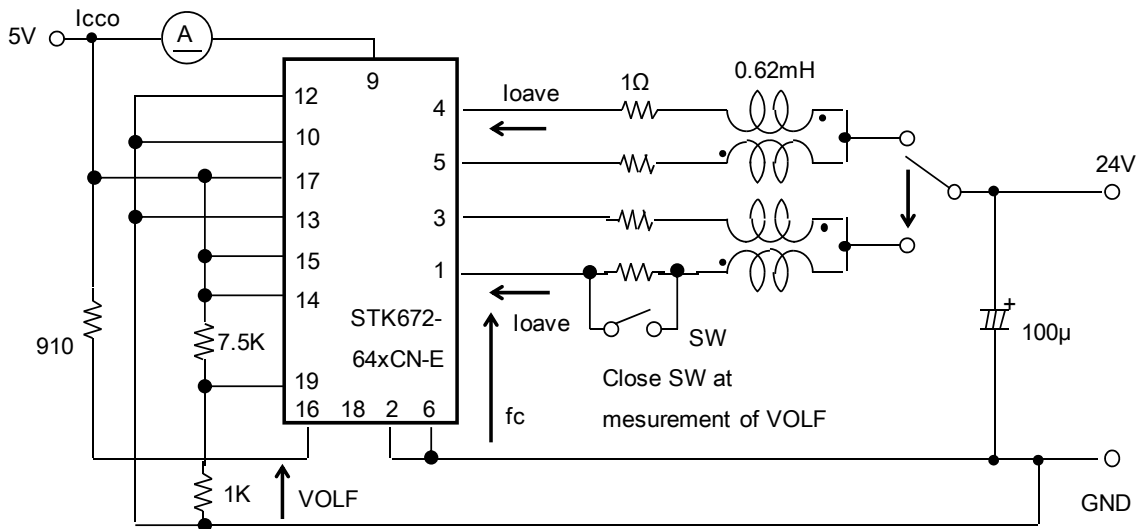 Icco
5V
A
9
12
10
17
13
15
14
19
16 18 2 6
4
5
3
1
STK672-
64xCN-E
910
7.5K
1K
VOLF
Ioave
1Ω
0.62mH
24V
Ioave
SW
Close SW at
mesurement of VOLF
fc
+
100μ
GND